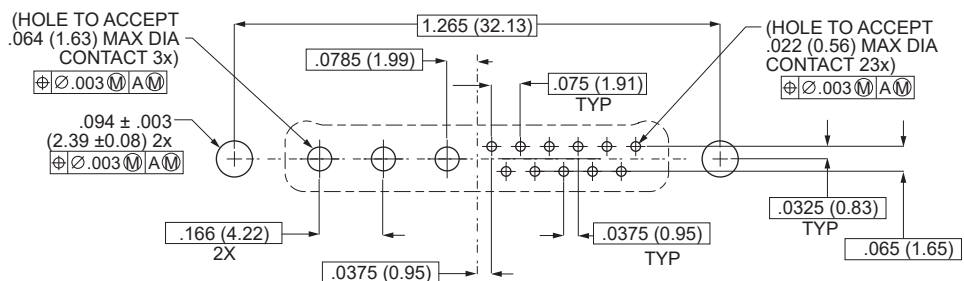 (HOLE TO ACCEPT
.064 (1.63) MAX DIA
CONTACT 3x)
⌖ Ø.003 Ⓜ A Ⓜ
1.265 (32.13)
(HOLE TO ACCEPT
.022 (0.56) MAX DIA
CONTACT 23x)
⌖ Ø.003 Ⓜ A Ⓜ
.0785 (1.99)
.075 (1.91)
TYP
.094 ± .003
(2.39 ±0.08) 2x
⌖ Ø.003 Ⓜ A Ⓜ
.166 (4.22)
2X
.0375 (0.95)
.0375 (0.95)
TYP
.0325 (0.83)
TYP
.065 (1.65)